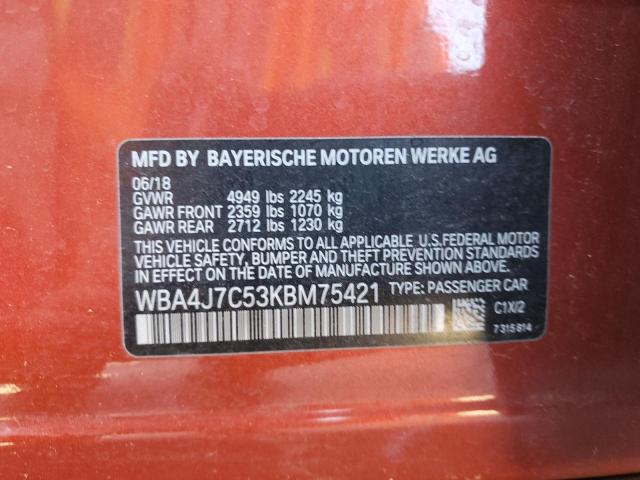 MFD BY BAYERISCHE MOTOREN WERKE AG
06/18
GVWR 4949 lbs 2245 kg
GAWR FRONT 2359 lbs 1070 kg
GAWR REAR 2712 lbs 1230 kg
THIS VEHICLE CONFORMS TO ALL APPLICABLE U.S.FEDERAL MOTOR
VEHICLE SAFETY, BUMPER AND THEFT PREVENTION STANDARDS
IN EFFECT ON THE DATE OF MANUFACTURE SHOWN ABOVE.
WBA4J7C53KBM75421 TYPE: PASSENGER CAR
C1X/2
7315814